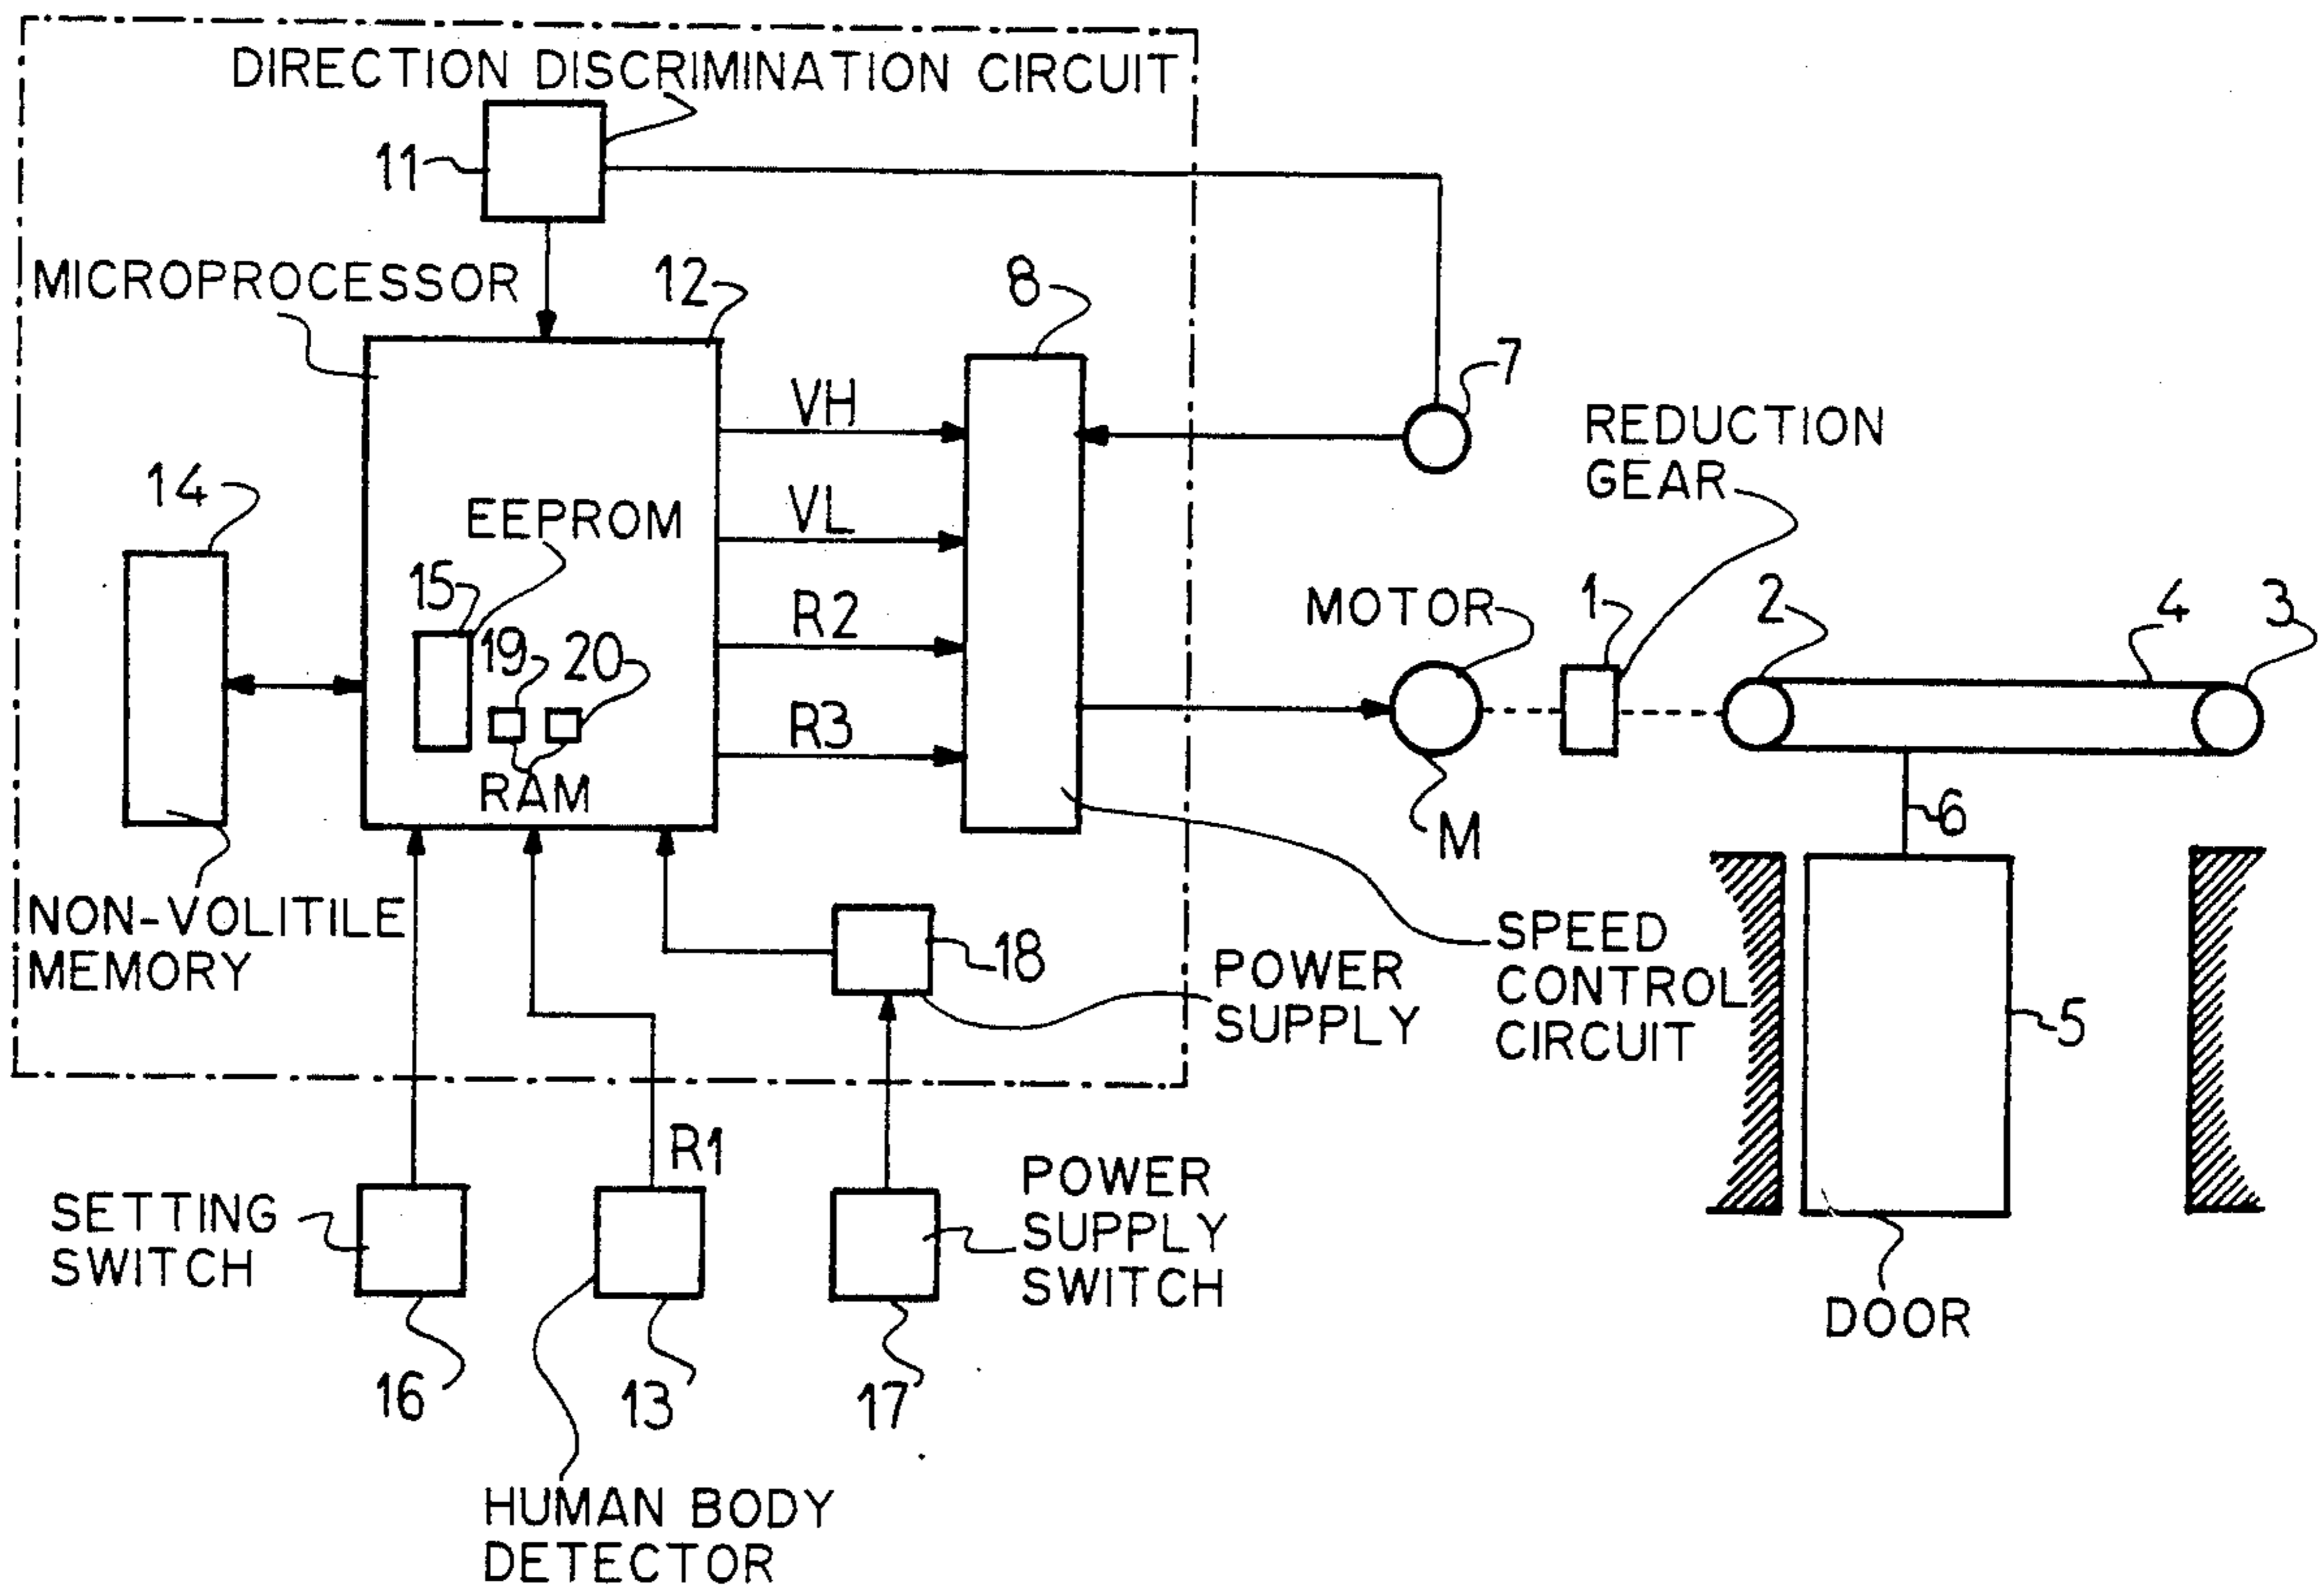 DIRECTION DISCRIMINATION CIRCUIT
11
MICROPROCESSOR
12
8
7
VH
REDUCTION
GEAR
14
EEPROM
VL
15
19
20
R2
MOTOR
1
2
4
3
R3
RAM
M
6
NON-VOLITILE
MEMORY
18
POWER
SUPPLY
SPEED
CONTROL
CIRCUIT
5
R1
SETTING
SWITCH
POWER
SUPPLY
SWITCH
DOOR
16
13
17
HUMAN BODY
DETECTOR